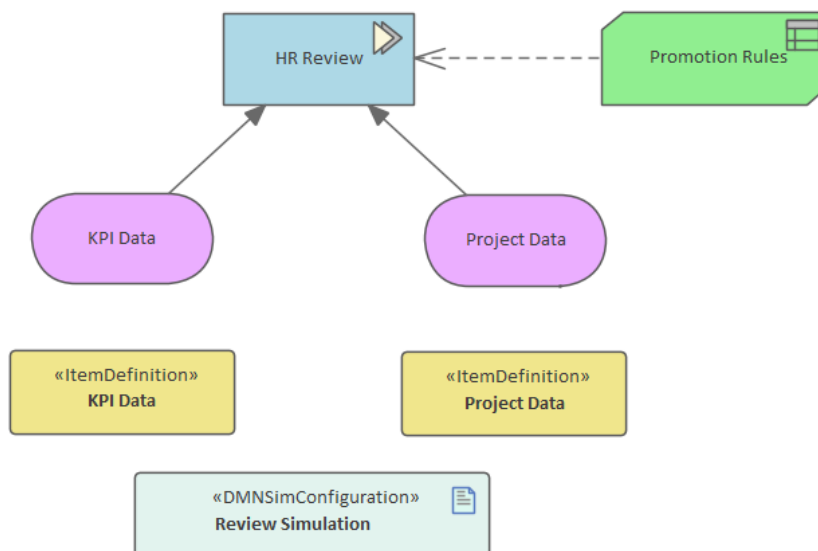 HR Review
Promotion Rules
KPI Data
Project Data
«ItemDefinition»
KPI Data
«ItemDefinition»
Project Data
«DMNSimConfiguration»
Review Simulation